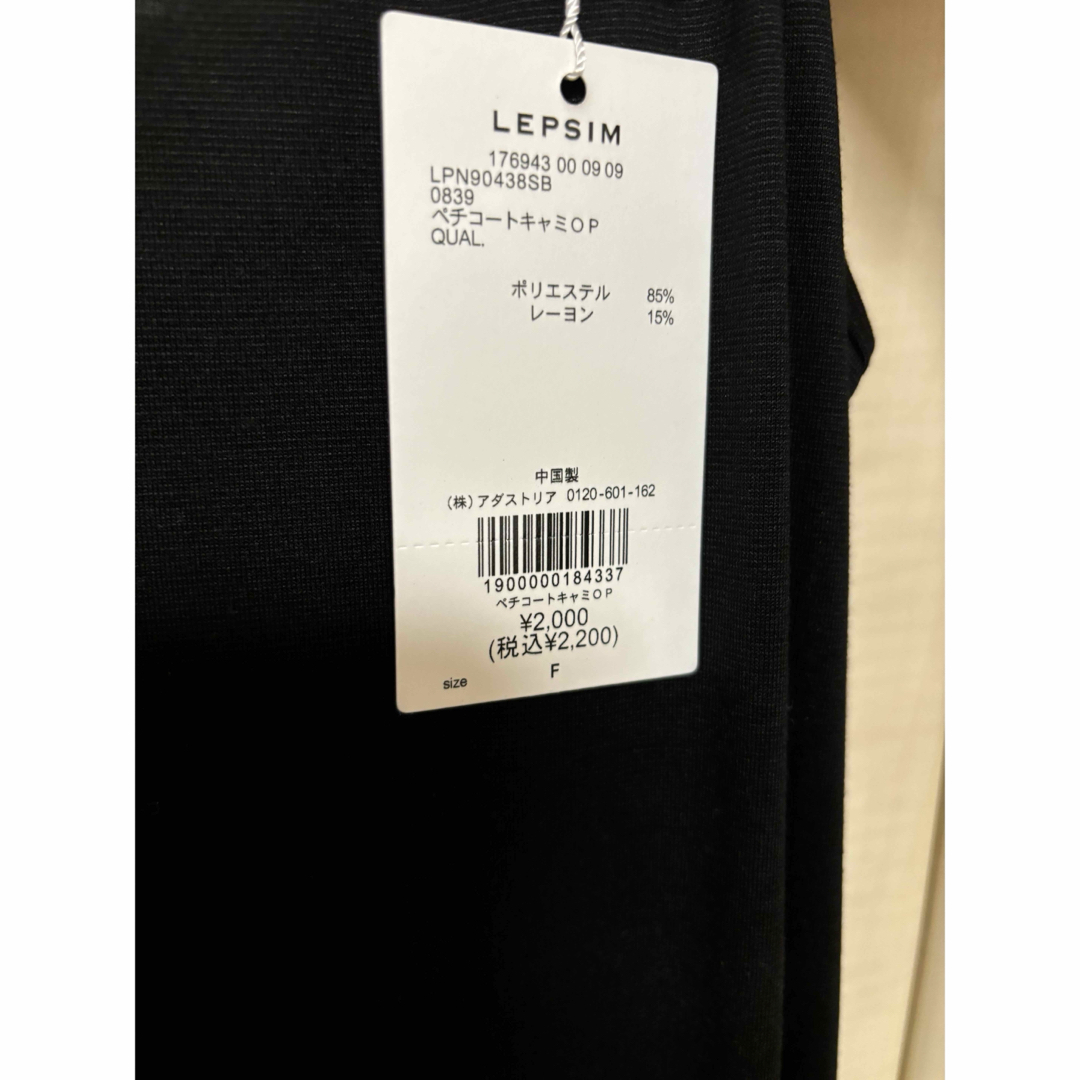 LEPSIM
176943 00 09 09
LPN90438SB
0839
ペチコートキャミＯＰ
QUAL.
ポリエステル 85%
レーヨン 15%
中国製
（株）アダストリア 0120-601-162
1900000184337
ペチコートキャミＯＰ
¥2,000
(税込¥2,200)
size F